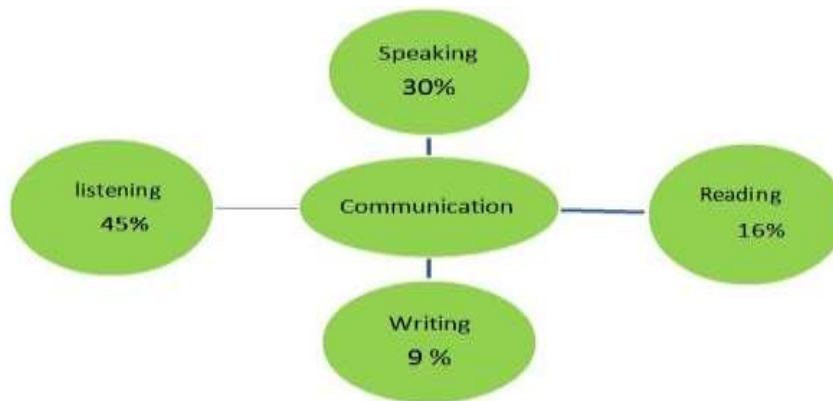 Speaking
30%
listening
45%
Communication
Reading
16%
Writing
9 %